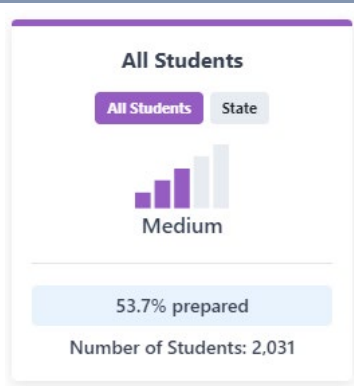 All Students
All Students State
Medium
53.7% prepared
Number of Students: 2,031